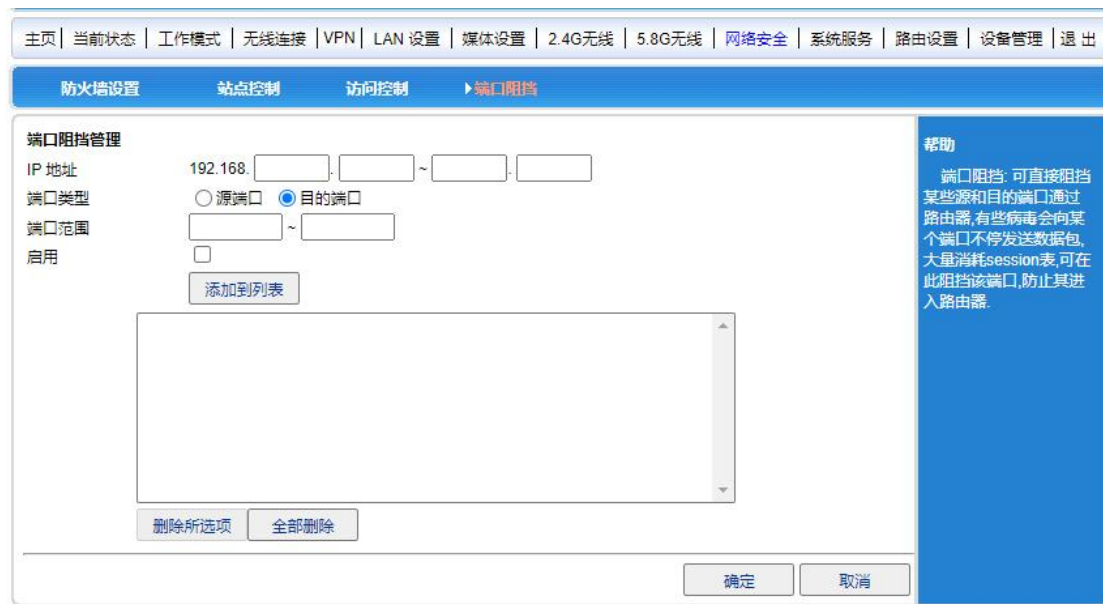 主页 | 当前状态 | 工作模式 | 无线连接 | VPN | LAN 设置 | 媒体设置 | 2.4G无线 | 5.8G无线 | 网络安全 | 系统服务 | 路由设置 | 设备管理 | 退 出
防火墙设置 站点控制 访问控制 端口阻挡
端口阻挡管理
IP 地址 192.168. . ~ .
端口类型 源端口 目的端口
端口范围 ~
启用
添加到列表
删除所选项 全部删除
确定 取消
帮助
端口阻挡: 可直接阻挡
某些源和目的端口通过
路由器,有些病毒会向某
个端口不停发送数据包,
大量消耗session表,可在
此阻挡该端口,防止其进
入路由器.